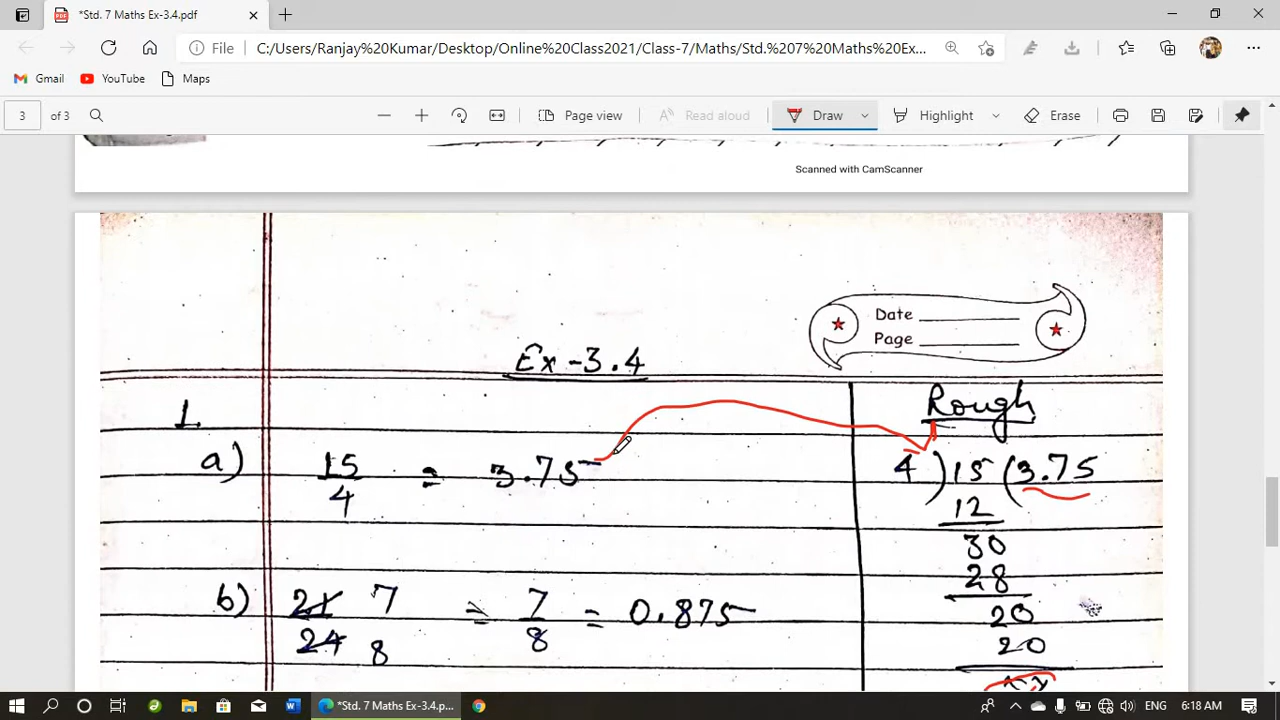 *Std. 7 Maths Ex-3.4.pdf
File C:/Users/Ranjay%20Kumar/Desktop/Online%20Class2021/Class-7/Maths/Std.%207%20Maths%20Ex...
Gmail YouTube Maps
3 of 3 Page view Read aloud Draw Highlight Erase
Scanned with CamScanner
Date
Page
Ex-3.4
Rough
1.
a) 15/4 = 3.75
4)15(3.75
12
30
28
20
20
××
b) 21/24 7/8 = 7/8 = 0.875
*Std. 7 Maths Ex-3.4.p...
ENG 6:18 AM